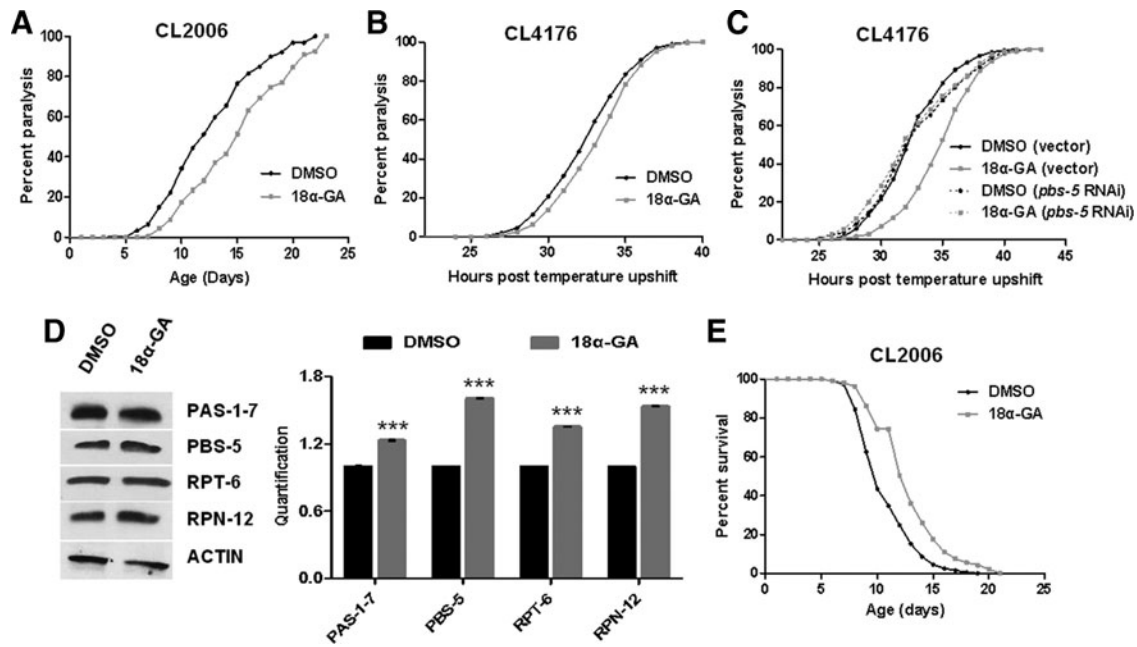 A
CL2006
Percent paralysis
100
80
60
40
20
0
0 5 10 15 20 25
Age (Days)
DMSO
18α-GA
B
CL4176
Percent paralysis
100
80
60
40
20
0
20 25 30 35 40
Hours post temperature upshift
DMSO
18α-GA
C
CL4176
Percent paralysis
100
80
60
40
20
0
25 30 35 40 45
Hours post temperature upshift
DMSO (vector)
18α-GA (vector)
DMSO (pbs-5 RNAi)
18α-GA (pbs-5 RNAi)
D
DMSO
18α-GA
PAS-1-7
PBS-5
RPT-6
RPN-12
ACTIN
DMSO
18α-GA
Quantification
1.8
1.2
0.6
0.0
***
***
***
***
PAS-1-7
PBS-5
RPT-6
RPN-12
E
CL2006
Percent survival
100
80
60
40
20
0
0 5 10 15 20 25
Age (days)
DMSO
18α-GA